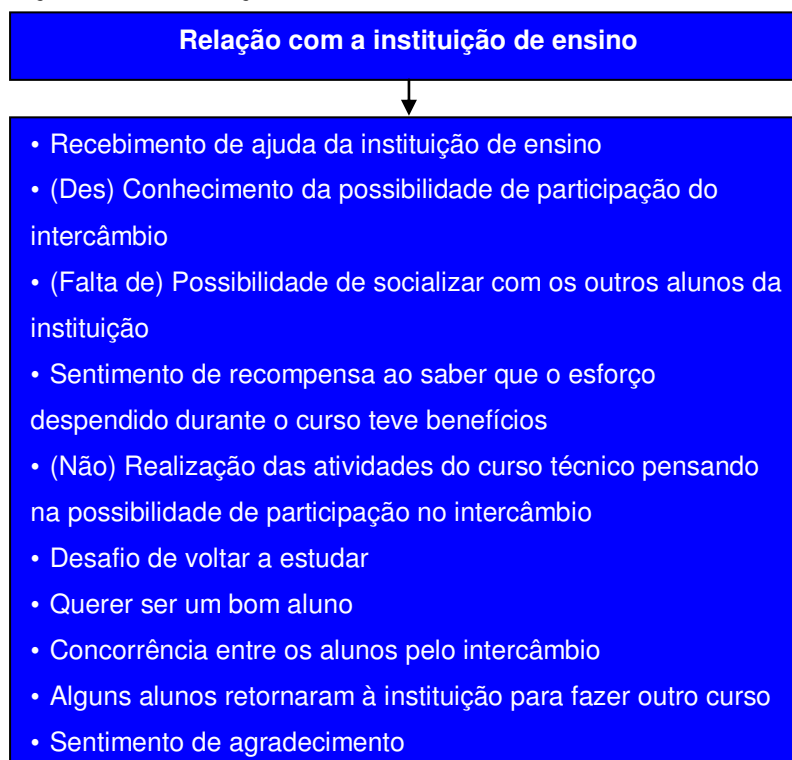 Relação com a instituição de ensino
• Recebimento de ajuda da instituição de ensino
• (Des) Conhecimento da possibilidade de participação do
intercâmbio
• (Falta de) Possibilidade de socializar com os outros alunos da
instituição
• Sentimento de recompensa ao saber que o esforço
despendido durante o curso teve benefícios
• (Não) Realização das atividades do curso técnico pensando
na possibilidade de participação no intercâmbio
• Desafio de voltar a estudar
• Querer ser um bom aluno
• Concorrência entre os alunos pelo intercâmbio
• Alguns alunos retornaram à instituição para fazer outro curso
• Sentimento de agradecimento